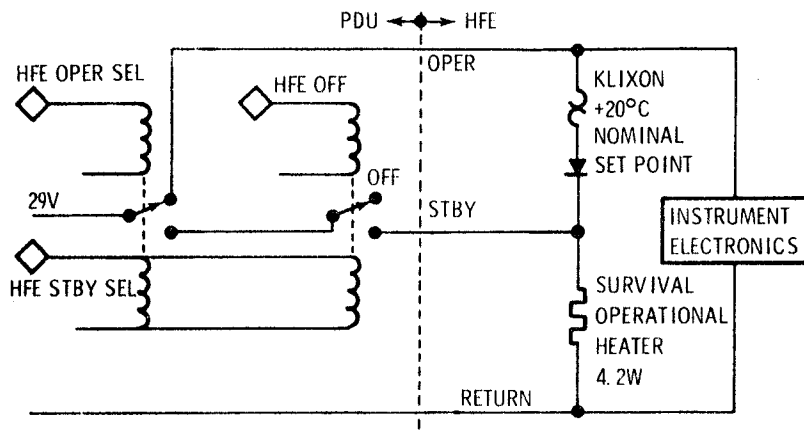 PDU HFE
OPER
HFE OPER SEL
HFE OFF
KLIXON
+20°C
NOMINAL
SET POINT
OFF
29V
STBY
INSTRUMENT
ELECTRONICS
HFE STBY SEL
SURVIVAL
OPERATIONAL
HEATER
4.2W
RETURN